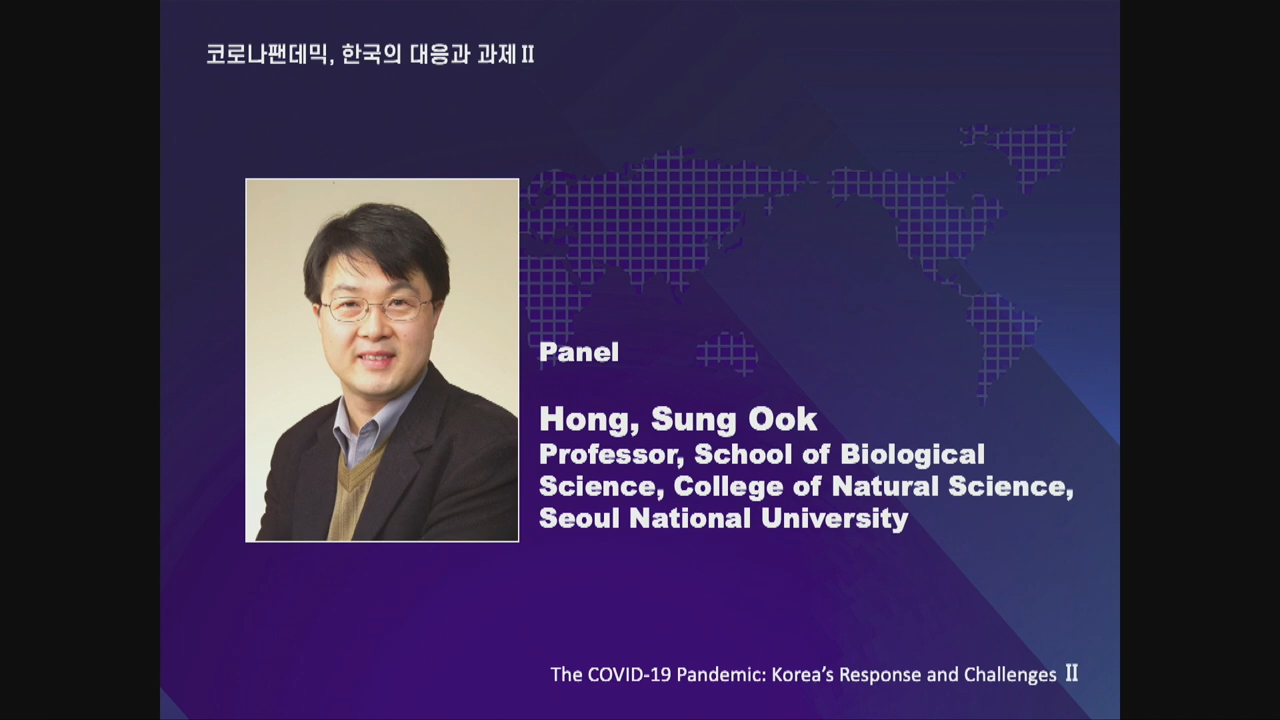 코로나팬데믹, 한국의 대응과 과제 II
Panel
Hong, Sung Ook
Professor, School of Biological
Science, College of Natural Science,
Seoul National University
The COVID-19 Pandemic: Korea’s Response and Challenges II